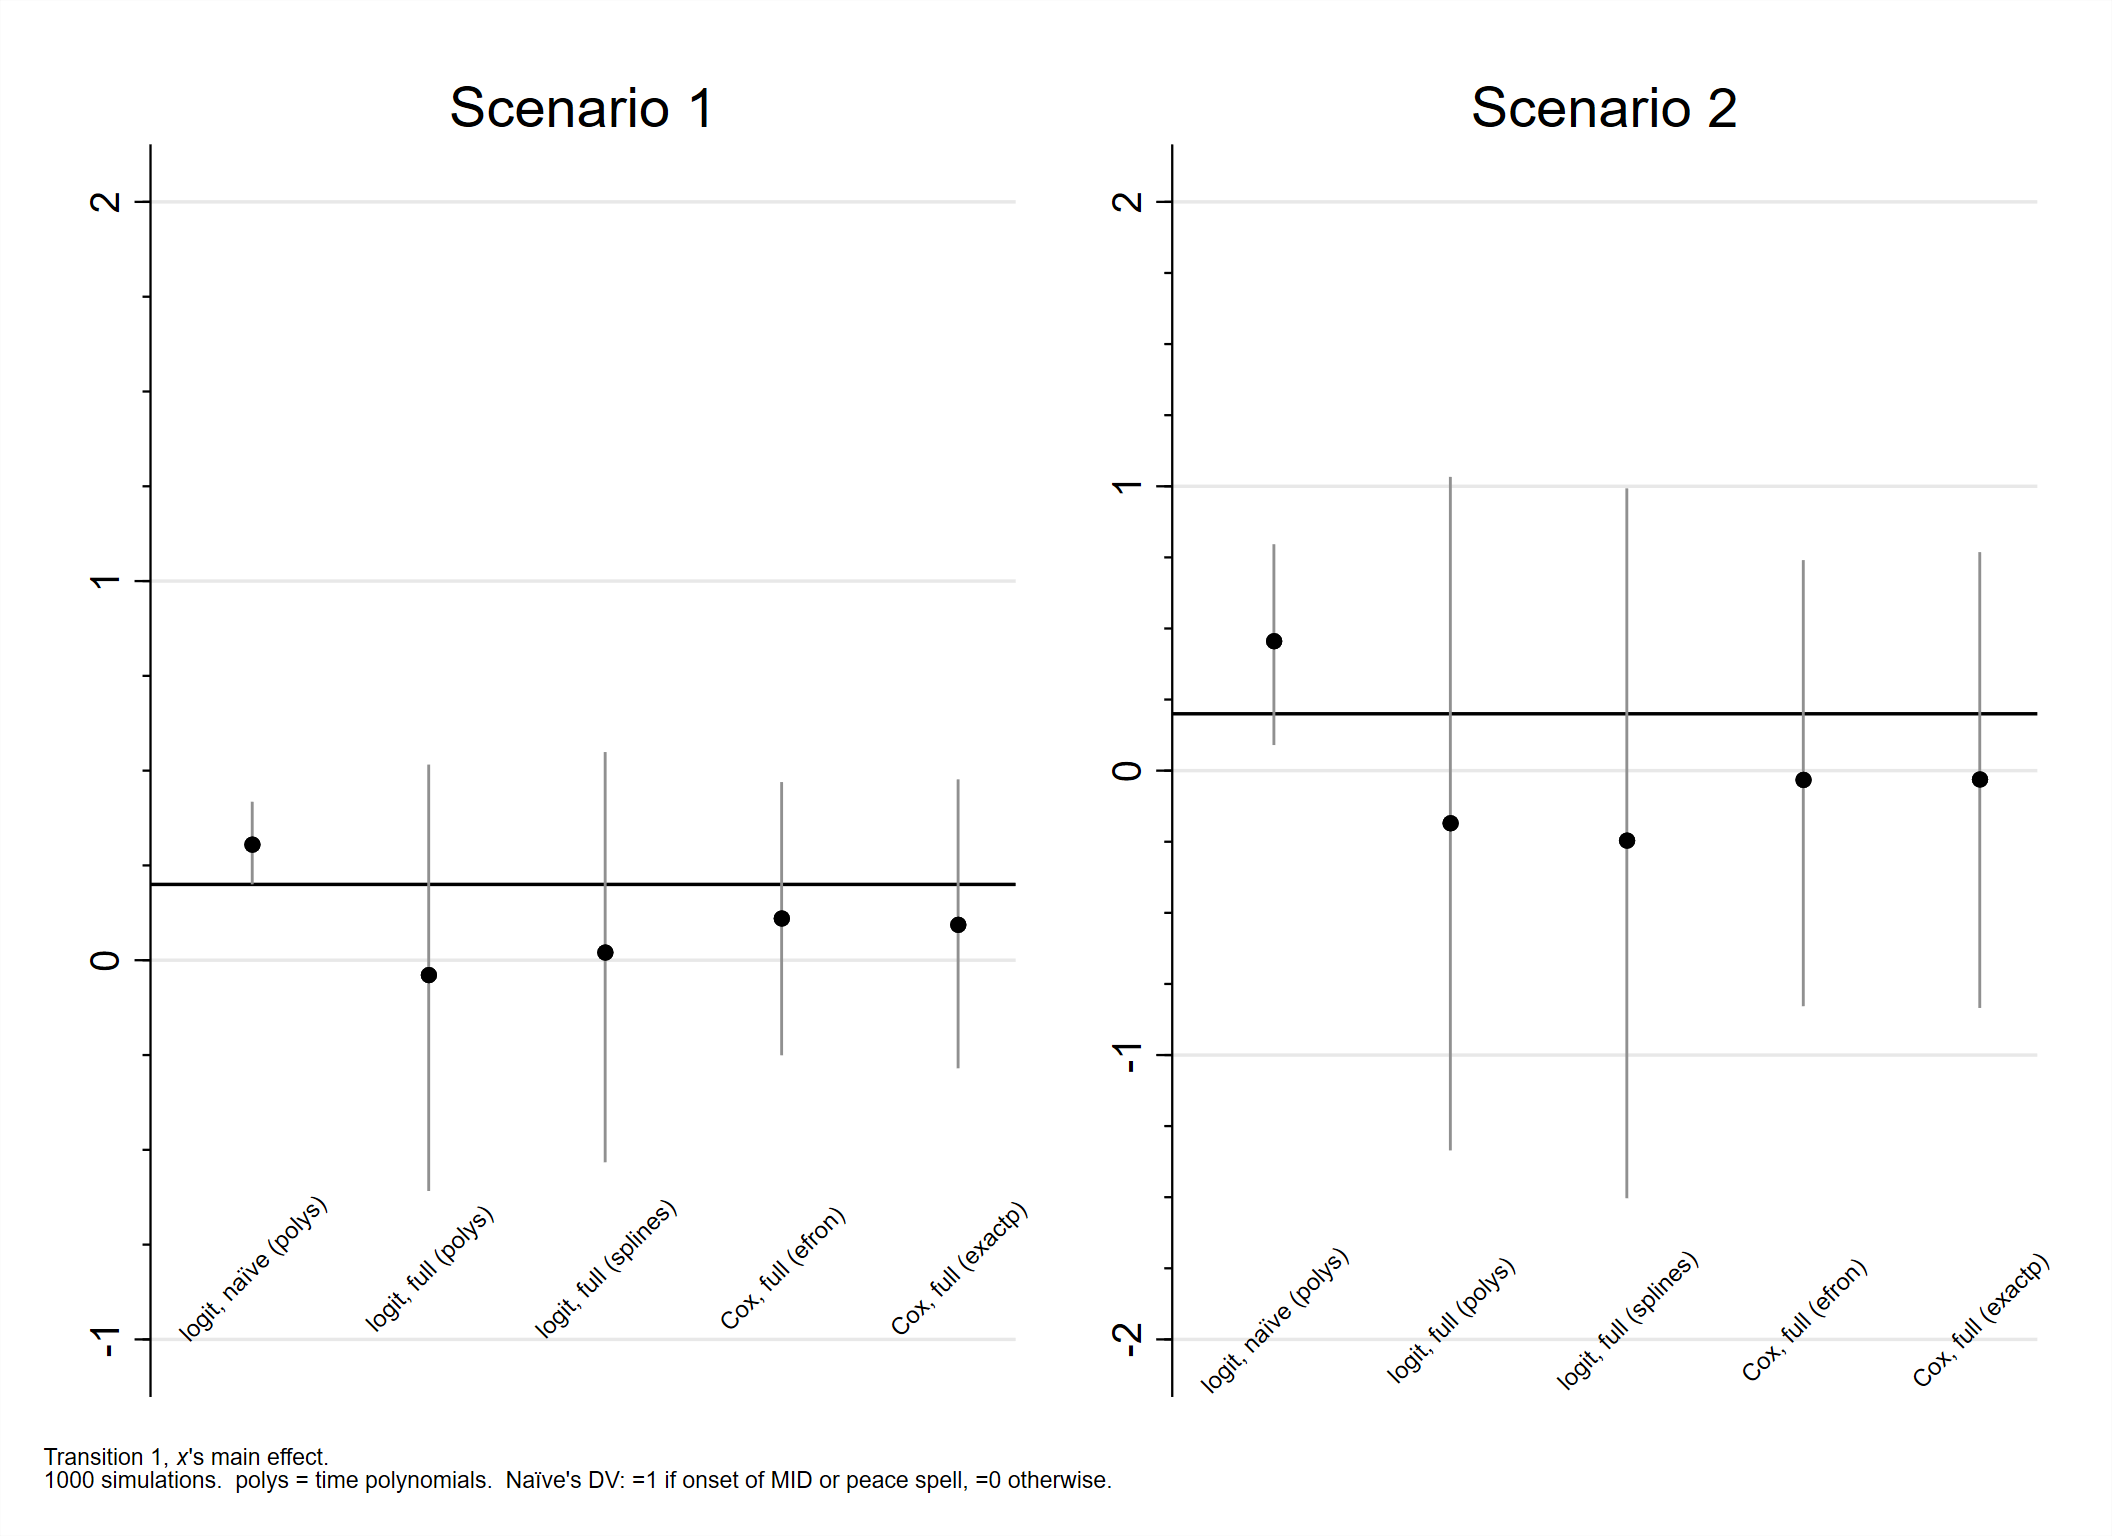 Scenario 1
2
1
0
-1
logit, naïve (polys)
logit, full (polys)
logit, full (splines)
Cox, full (efron)
Cox, full (exactp)
Scenario 2
2
1
0
-1
-2
logit, naïve (polys)
logit, full (polys)
logit, full (splines)
Cox, full (efron)
Cox, full (exactp)
Transition 1, x's main effect.
1000 simulations.  polys = time polynomials.  Naïve's DV: =1 if onset of MID or peace spell, =0 otherwise.